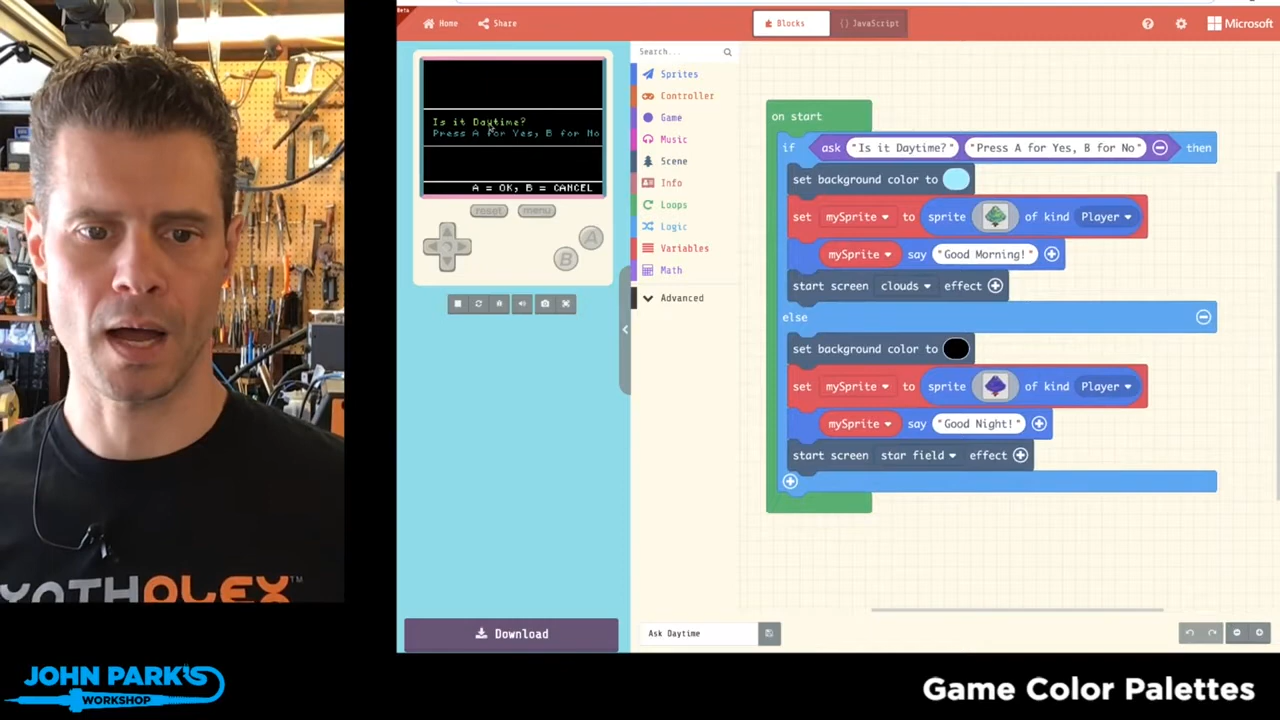 Beta
Home
Share
Blocks
{} JavaScript
Microsoft
Is it Daytime?
Press A for Yes, B for No
A = OK, B = CANCEL
reset
menu
A
B
Search...
Sprites
Controller
Game
Music
Scene
Info
Loops
Logic
Variables
Math
Advanced
on start
if ask "Is it Daytime?" "Press A for Yes, B for No" then
set background color to
set mySprite to sprite of kind Player
mySprite say "Good Morning!"
start screen clouds effect
else
set background color to
set mySprite to sprite of kind Player
mySprite say "Good Night!"
start screen star field effect
Download
Ask Daytime
JOHN PARK'S
WORKSHOP
Game Color Palettes